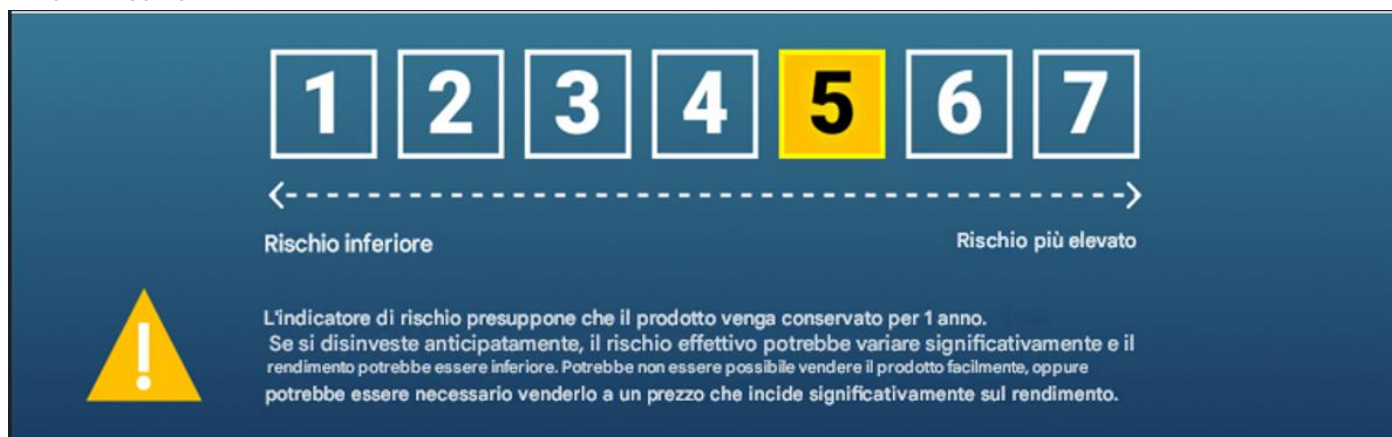 1 2 3 4 5 6 7
Rischio inferiore
Rischio più elevato
L'indicatore di rischio presuppone che il prodotto venga conservato per 1 anno.
Se si disinveste anticipatamente, il rischio effettivo potrebbe variare significativamente e il
rendimento potrebbe essere inferiore. Potrebbe non essere possibile vendere il prodotto facilmente, oppure
potrebbe essere necessario venderlo a un prezzo che incide significativamente sul rendimento.